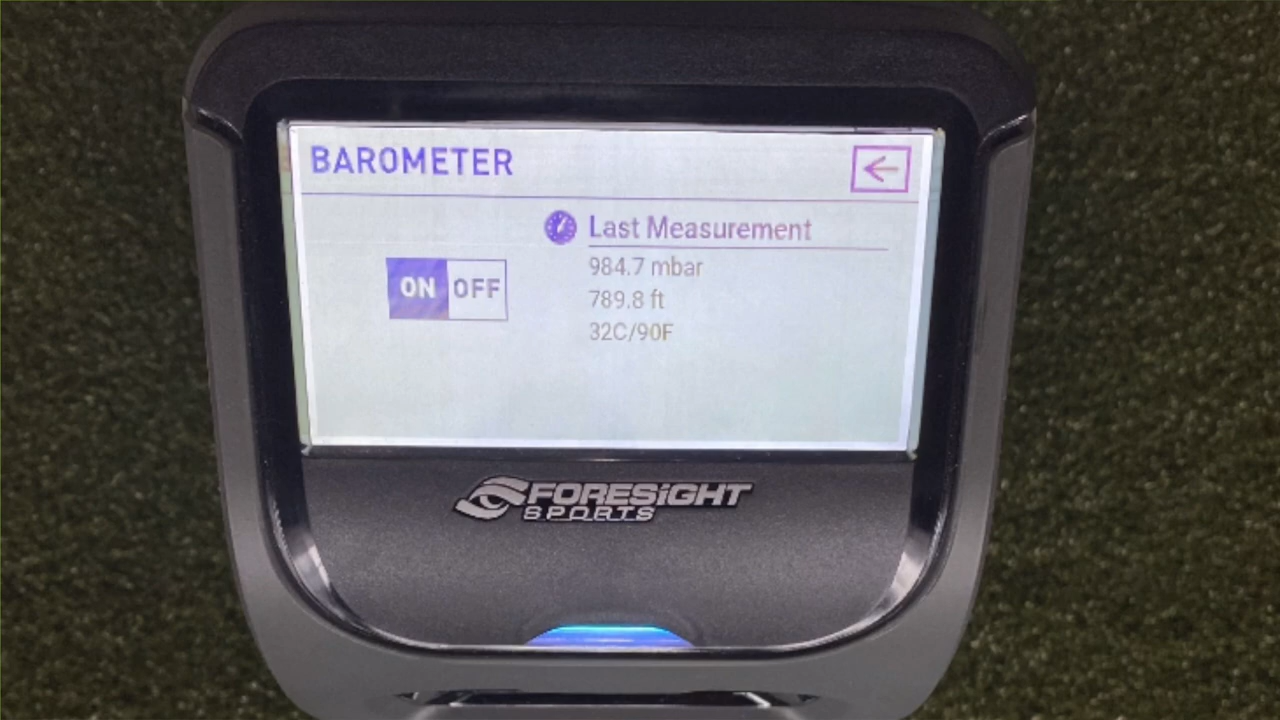 BAROMETER
Last Measurement
ON OFF
984.7 mbar
789.8 ft
32C/90F
FORESiGHT
SPORTS